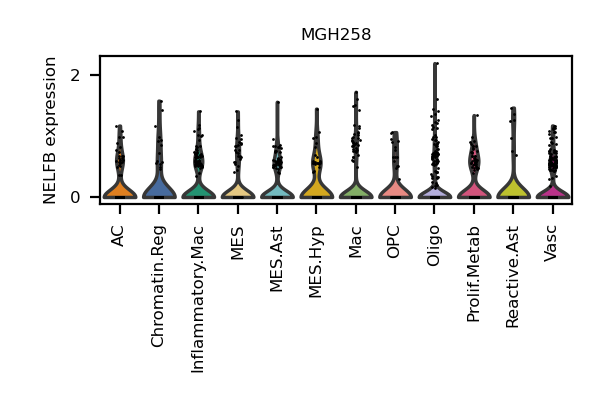 MGH258
NELFB expression
2
0
AC
Chromatin.Reg
Inflammatory.Mac
MES
MES.Ast
MES.Hyp
Mac
OPC
Oligo
Prolif.Metab
Reactive.Ast
Vasc